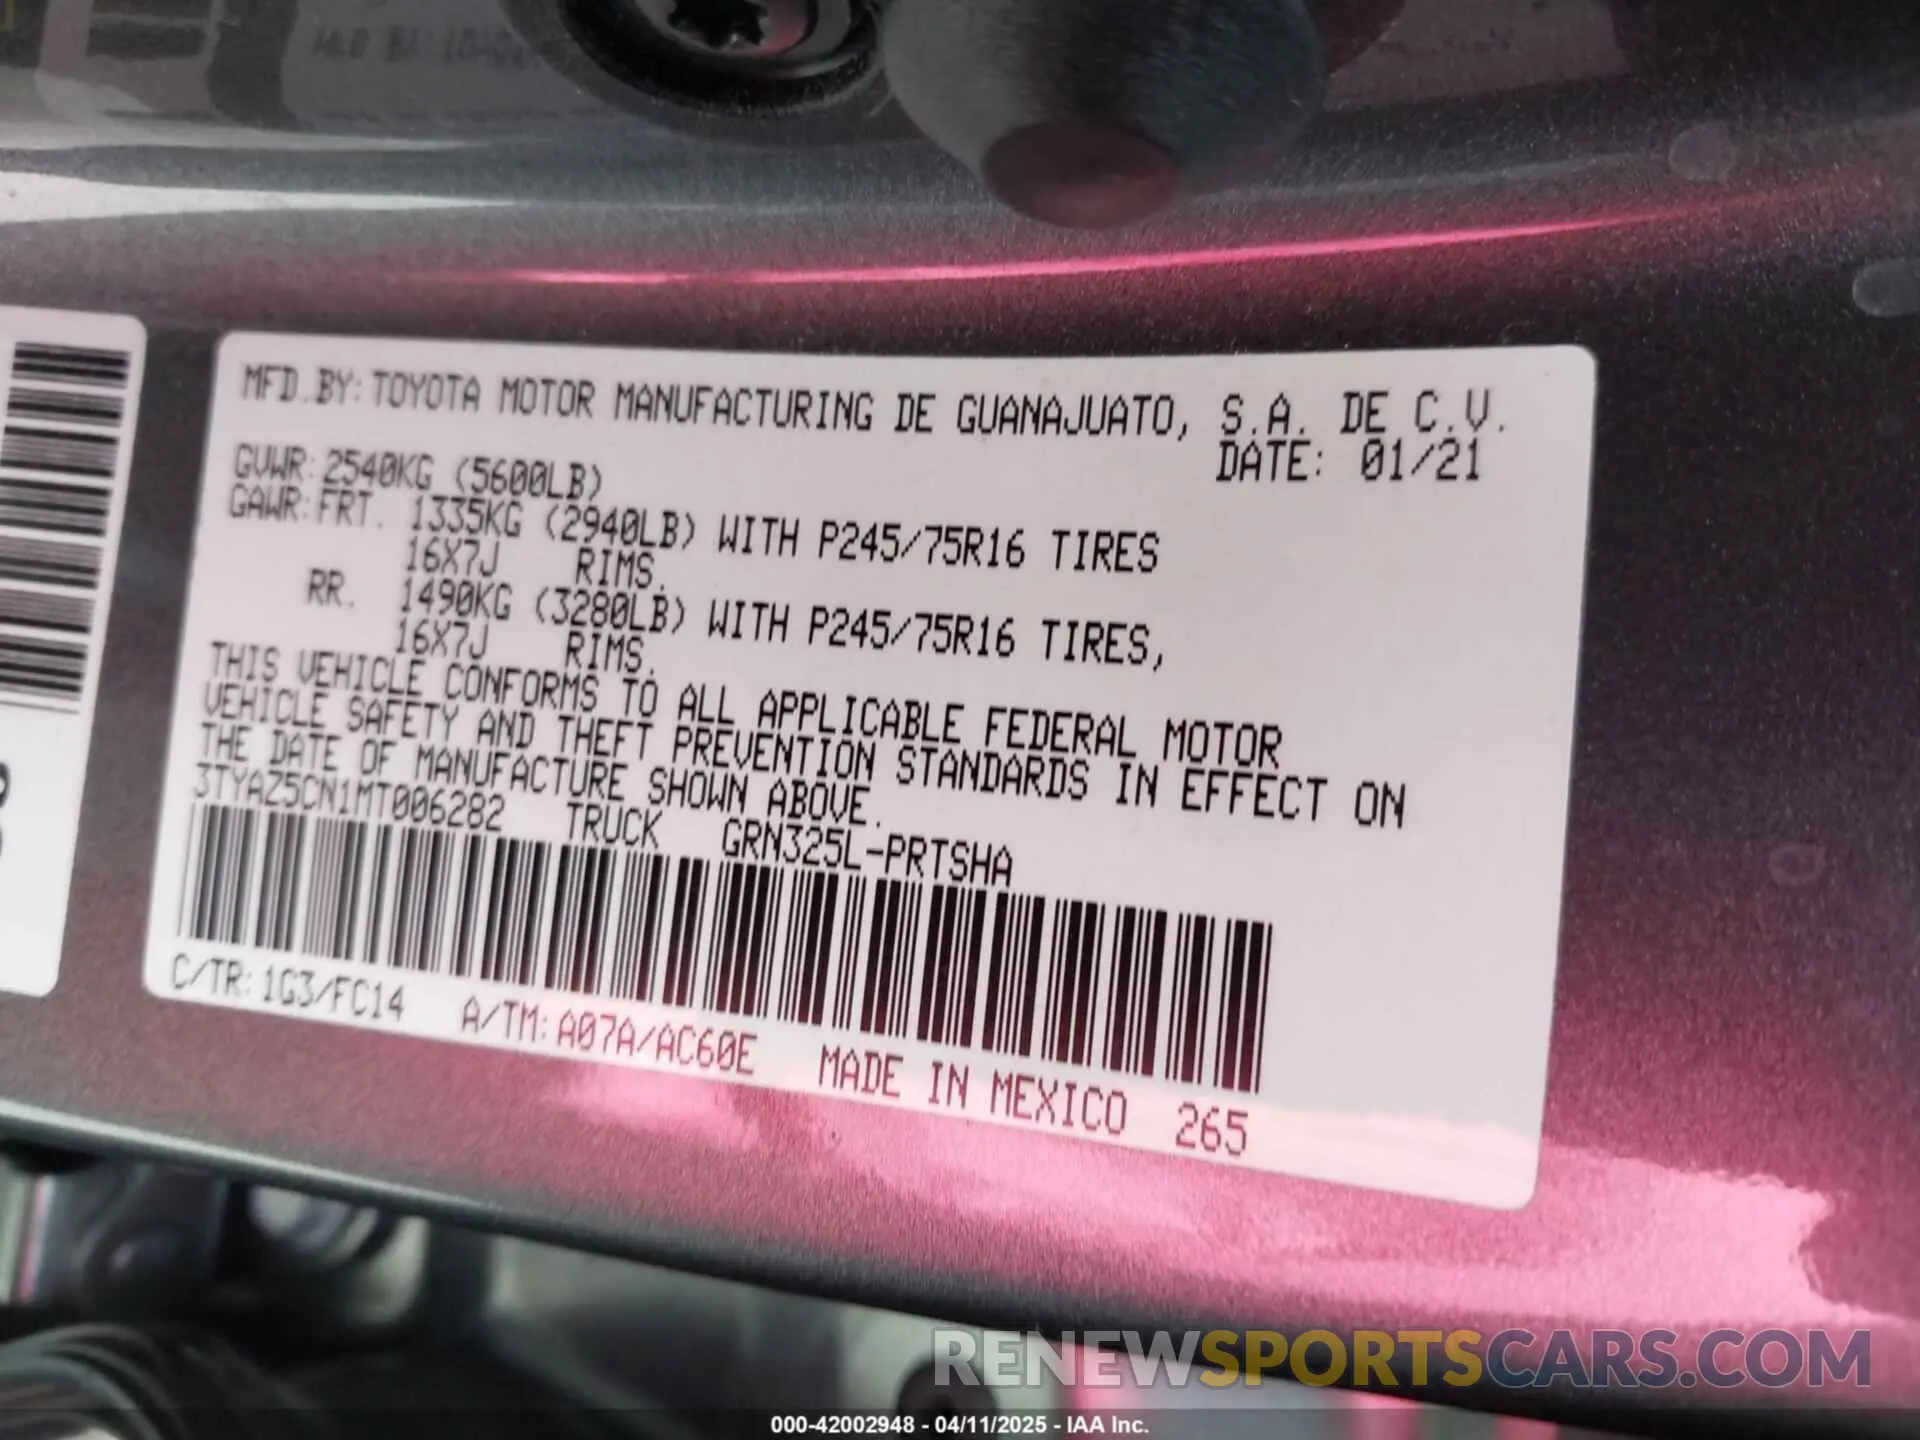 MFD.BY:TOYOTA MOTOR MANUFACTURING DE GUANAJUATO, S.A. DE C.V.
DATE: 01/21
GVWR:2540KG (5600LB)
GAWR:FRT. 1335KG (2940LB) WITH P245/75R16 TIRES
16X7J RIMS.
RR. 1490KG (3280LB) WITH P245/75R16 TIRES,
16X7J RIMS.
THIS VEHICLE CONFORMS TO ALL APPLICABLE FEDERAL MOTOR
VEHICLE SAFETY AND THEFT PREVENTION STANDARDS IN EFFECT ON
THE DATE OF MANUFACTURE SHOWN ABOVE.
3TYAZ5CN1MT006282 TRUCK GRN325L-PRTSHA
C/TR:1G3/FC14 A/TM:A07A/AC60E MADE IN MEXICO 265
RENEWSPORTSCARS.COM
000-42002948 - 04/11/2025 - IAA Inc.